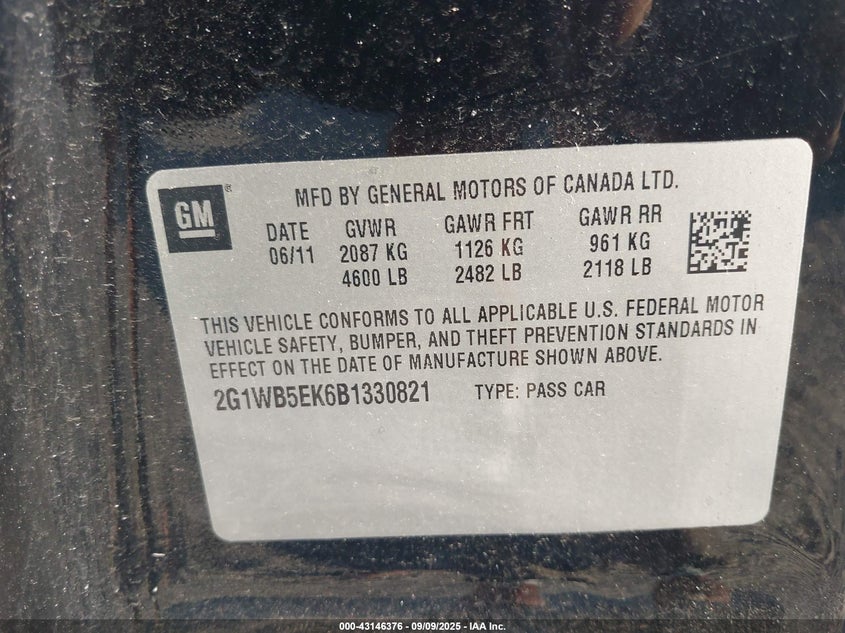 GM
MFD BY GENERAL MOTORS OF CANADA LTD.
DATE GVWR GAWR FRT GAWR RR
06/11 2087 KG 1126 KG 961 KG
4600 LB 2482 LB 2118 LB
THIS VEHICLE CONFORMS TO ALL APPLICABLE U.S. FEDERAL MOTOR
VEHICLE SAFETY, BUMPER, AND THEFT PREVENTION STANDARDS IN
EFFECT ON THE DATE OF MANUFACTURE SHOWN ABOVE.
2G1WB5EK6B1330821 TYPE: PASS CAR
000-43146376 - 09/09/2025 - IAA Inc.